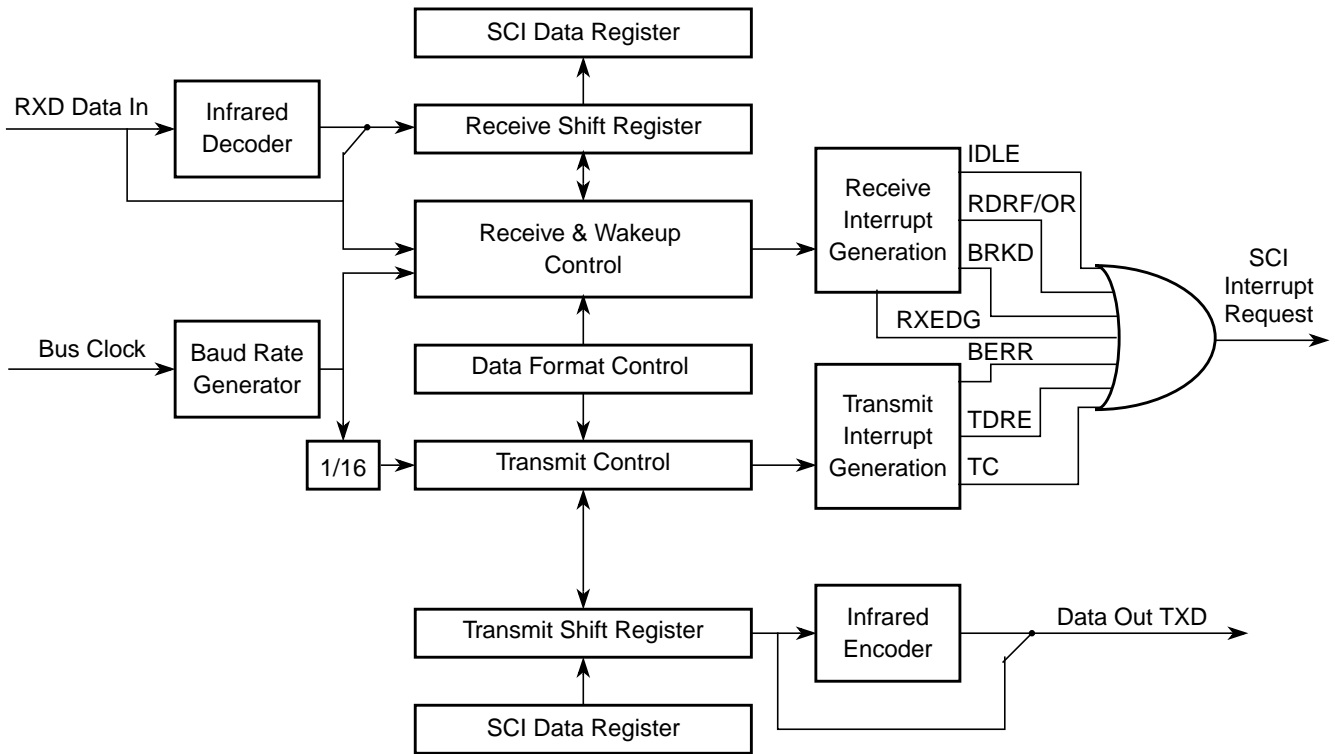 SCI Data Register
RXD Data In
Infrared
Decoder
Receive Shift Register
IDLE
Receive
Interrupt
Generation
RDRF/OR
Receive & Wakeup
Control
BRKD
SCI
Interrupt
Request
RXEDG
Bus Clock
Baud Rate
Generator
Data Format Control
BERR
Transmit
Interrupt
Generation
TDRE
1/16
Transmit Control
TC
Transmit Shift Register
Infrared
Encoder
Data Out TXD
SCI Data Register